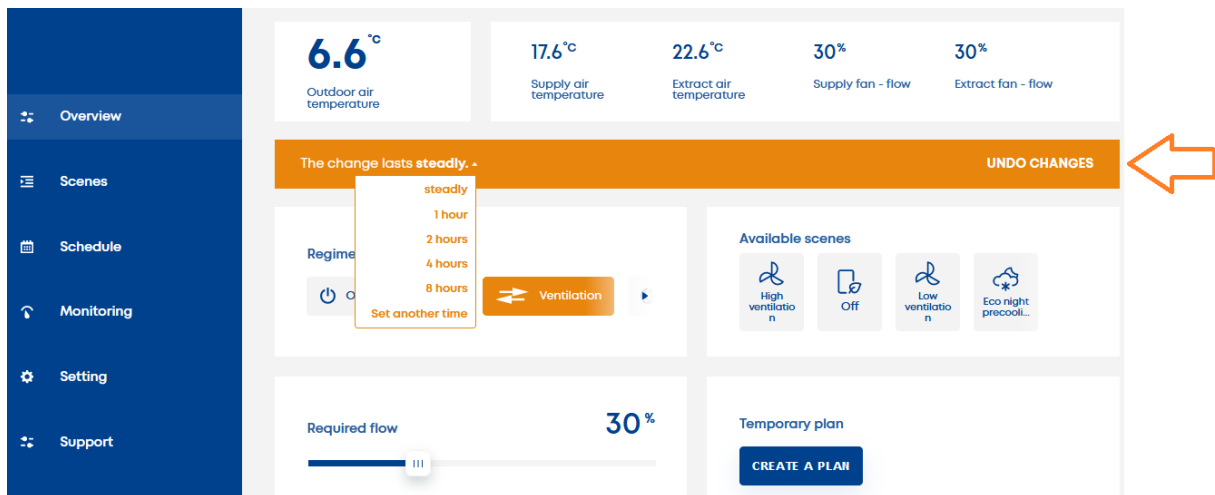 Overview
Scenes
Schedule
Monitoring
Setting
Support
6.6°C
Outdoor air
temperature
17.6°C
Supply air
temperature
22.6°C
Extract air
temperature
30%
Supply fan - flow
30%
Extract fan - flow
The change lasts steadily.
UNDO CHANGES
steadly
1 hour
2 hours
4 hours
8 hours
Set another time
Regime
O
Ventilation
Available scenes
High
ventilatio
n
Off
Low
ventilatio
n
Eco night
precooli...
Required flow
30%
Temporary plan
CREATE A PLAN